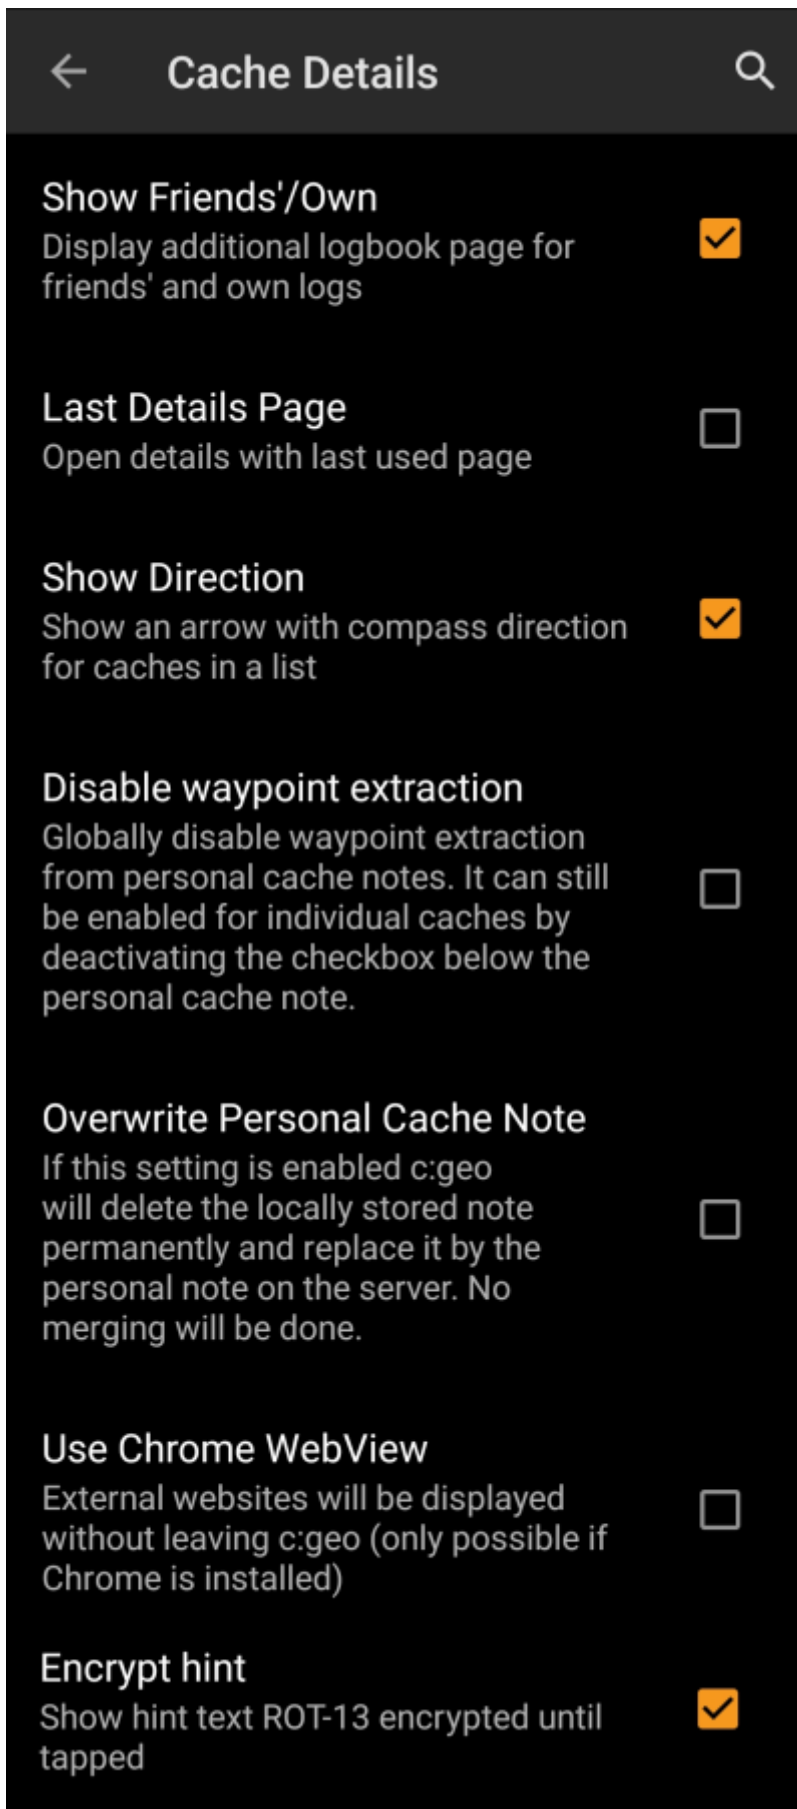 Cache Details
Show Friends'/Own
Display additional logbook page for
friends' and own logs
Last Details Page
Open details with last used page
Show Direction
Show an arrow with compass direction
for caches in a list
Disable waypoint extraction
Globally disable waypoint extraction
from personal cache notes. It can still
be enabled for individual caches by
deactivating the checkbox below the
personal cache note.
Overwrite Personal Cache Note
If this setting is enabled c:geo
will delete the locally stored note
permanently and replace it by the
personal note on the server. No
merging will be done.
Use Chrome WebView
External websites will be displayed
without leaving c:geo (only possible if
Chrome is installed)
Encrypt hint
Show hint text ROT-13 encrypted until
tapped